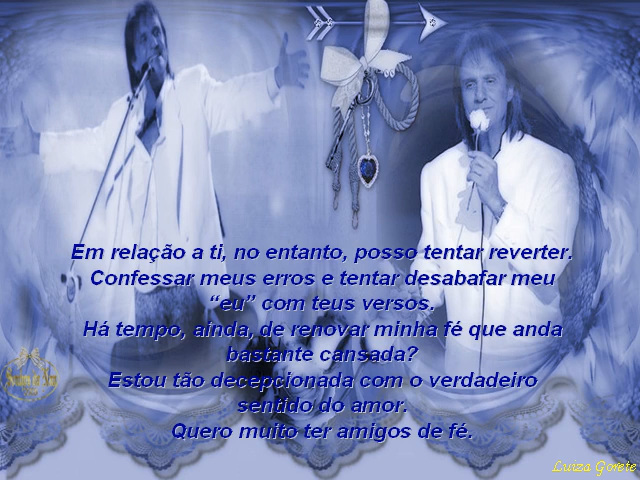 Em relação a ti, no entanto, posso tentar reverter.
Confessar meus erros e tentar desabafar meu
“eu” com teus versos.
Há tempo, ainda, de renovar minha fé que anda
bastante cansada?
Estou tão decepcionada com o verdadeiro
sentido do amor.
Quero muito ter amigos de fé.
Luiza Gorete